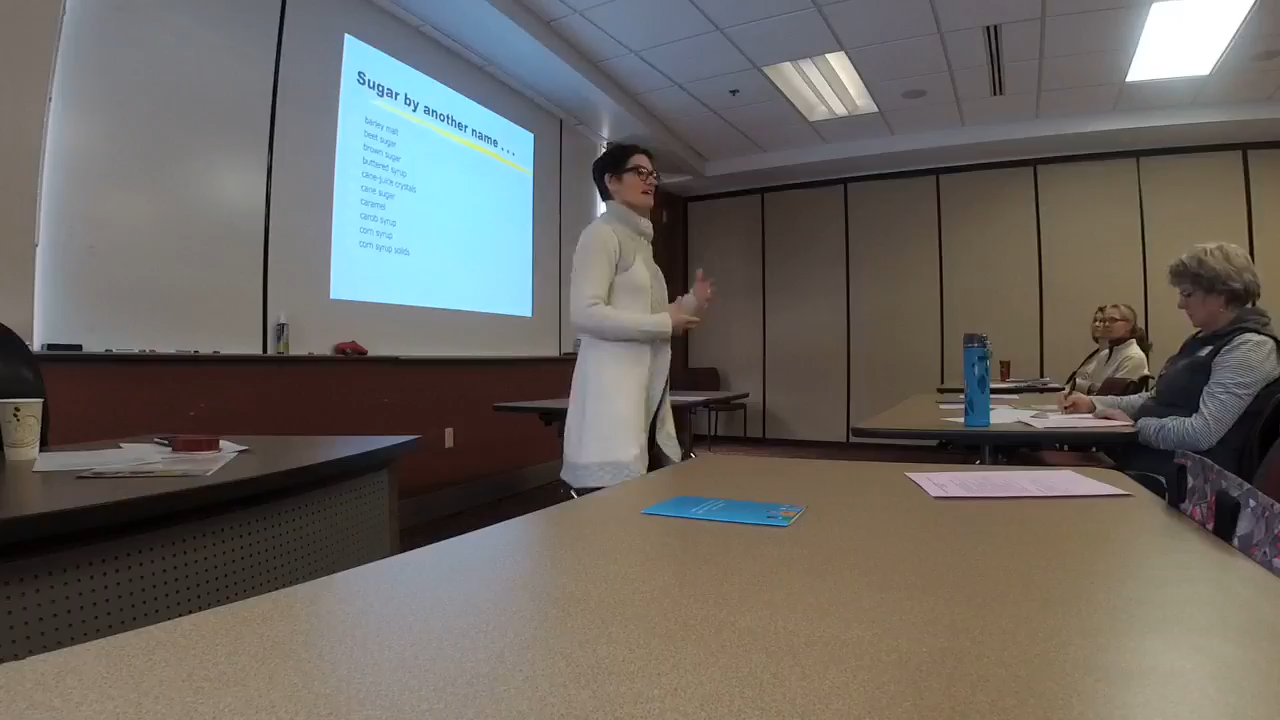 Sugar by another name . . .
barley malt
beet sugar
brown sugar
buttered syrup
cane-juice crystals
cane sugar
caramel
carob syrup
corn syrup
corn syrup solids